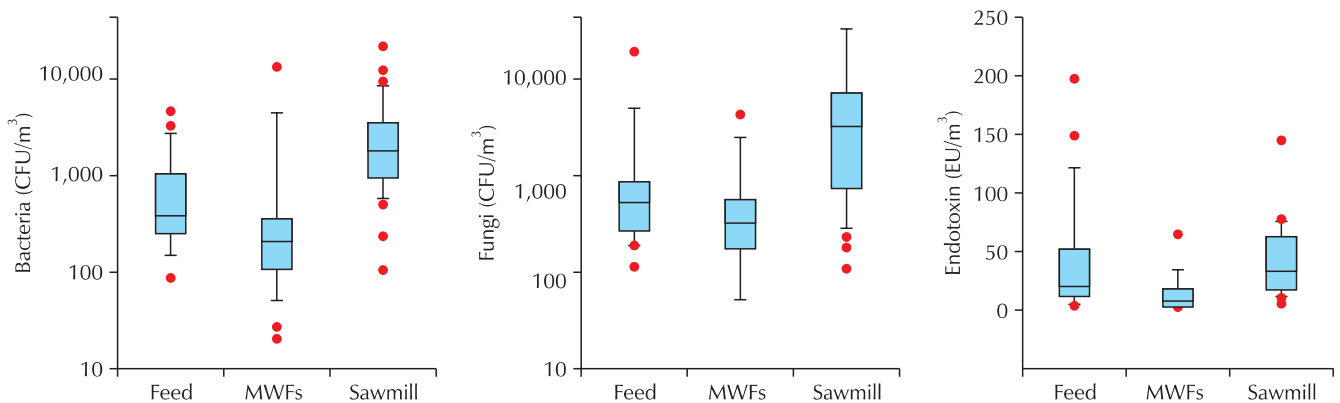 Bacteria (CFU/m³)
10,000
1,000
100
10
Feed MWFs Sawmill
Fungi (CFU/m³)
10,000
1,000
100
10
Feed MWFs Sawmill
Endotoxin (EU/m³)
250
200
150
100
50
0
Feed MWFs Sawmill